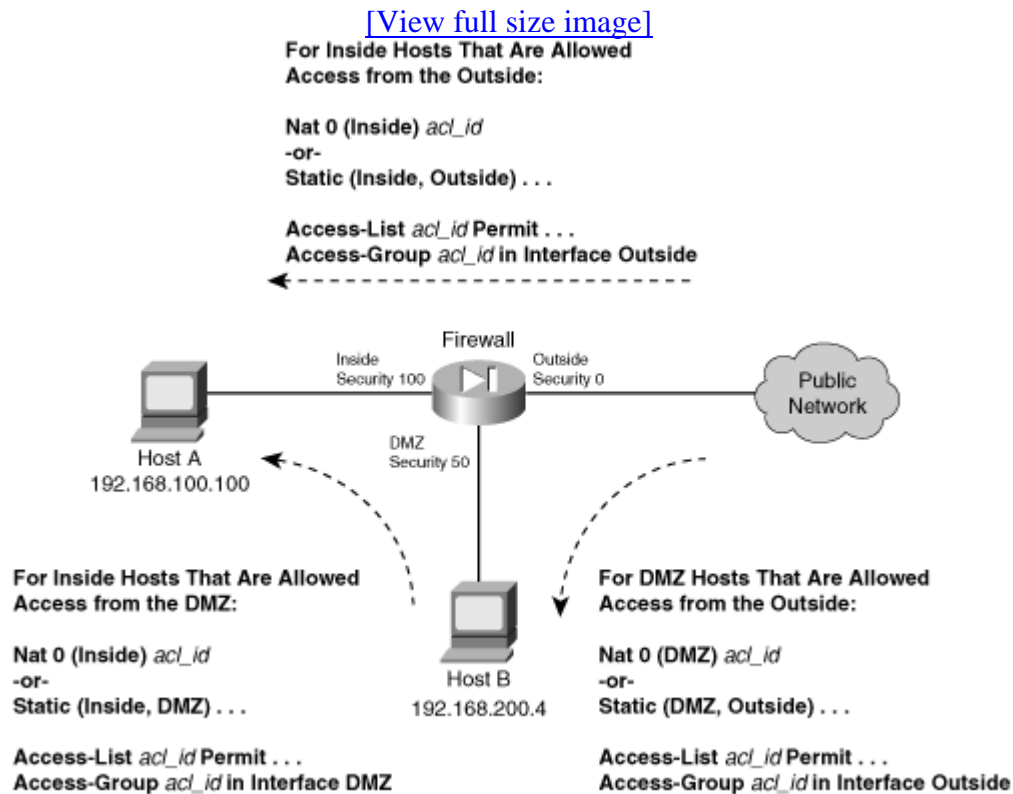 [View full size image]
For Inside Hosts That Are Allowed
Access from the Outside:
Nat 0 (Inside) acl_id
-or-
Static (Inside, Outside) . . .
Access-List acl_id Permit . . .
Access-Group acl_id in Interface Outside
Firewall
Inside
Security 100
Outside
Security 0
Public
Network
DMZ
Security 50
Host A
192.168.100.100
For Inside Hosts That Are Allowed
Access from the DMZ:
Nat 0 (Inside) acl_id
-or-
Static (Inside, DMZ) . . .
Access-List acl_id Permit . . .
Access-Group acl_id in Interface DMZ
Host B
192.168.200.4
For DMZ Hosts That Are Allowed
Access from the Outside:
Nat 0 (DMZ) acl_id
-or-
Static (DMZ, Outside) . . .
Access-List acl_id Permit . . .
Access-Group acl_id in Interface Outside